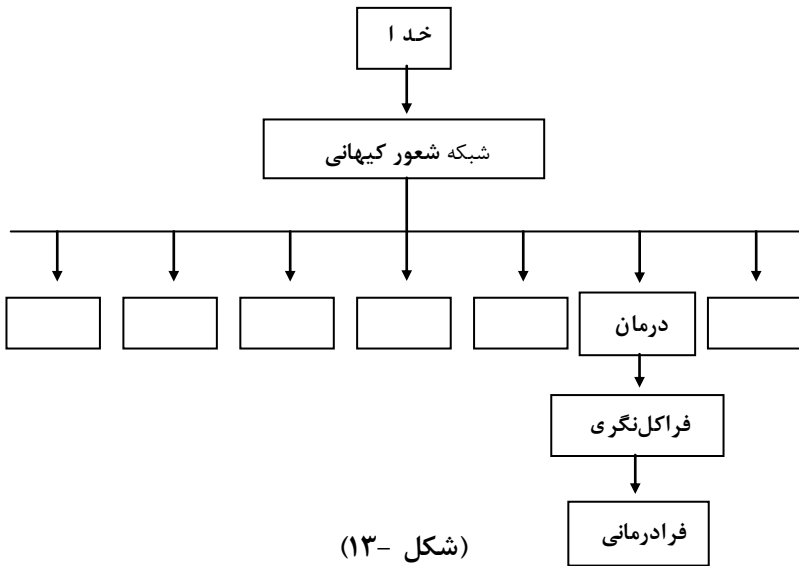 خدا
شبکه شعور کیهانی
درمان
فراکل‌نگری
فرادرمانی
(شکل -۱۳)